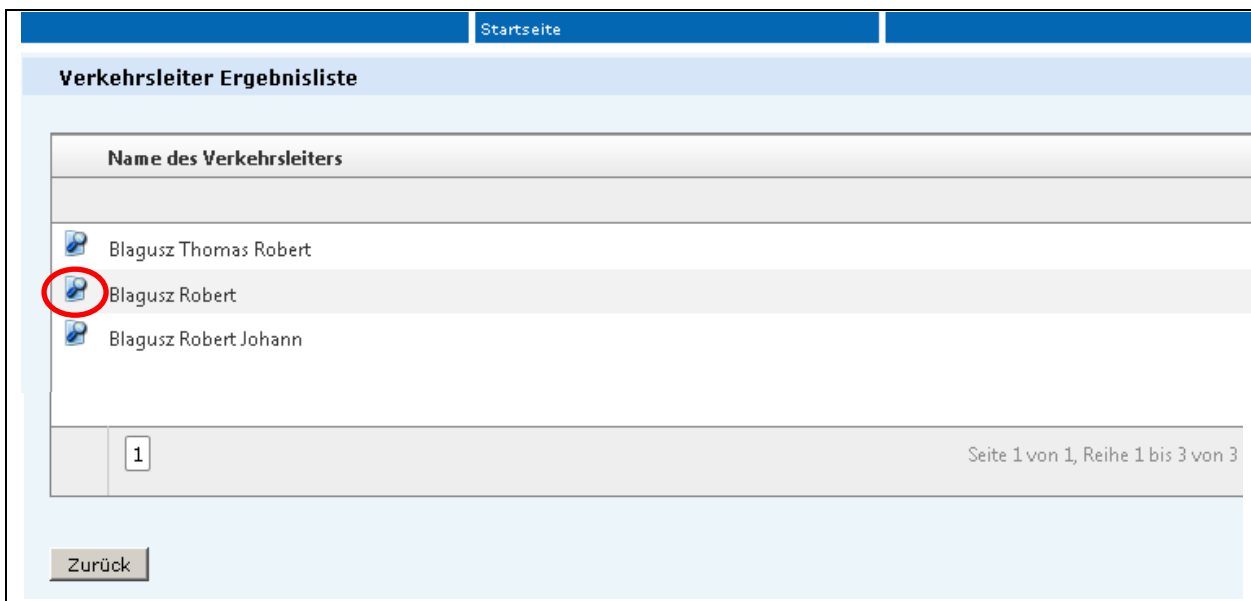 Startseite
Verkehrsleiter Ergebnisliste
Name des Verkehrsleiters
Blagusz Thomas Robert
Blagusz Robert
Blagusz Robert Johann
1
Seite 1 von 1, Reihe 1 bis 3 von 3
Zurück